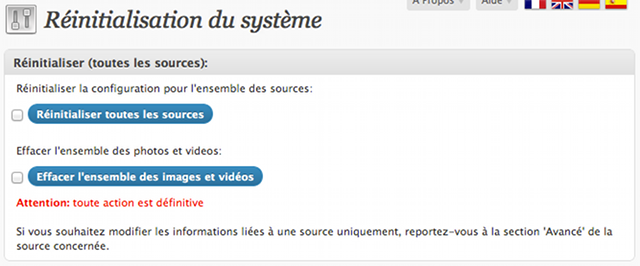 A Propos
Aide
Réinitialisation du système
Réinitialiser (toutes les sources):
Réinitialiser la configuration pour l'ensemble des sources:
Réinitialiser toutes les sources
Effacer l'ensemble des photos et videos:
Effacer l'ensemble des images et vidéos
Attention: toute action est définitive
Si vous souhaitez modifier les informations liées à une source uniquement, reportez-vous à la section 'Avancé' de la
source concernée.